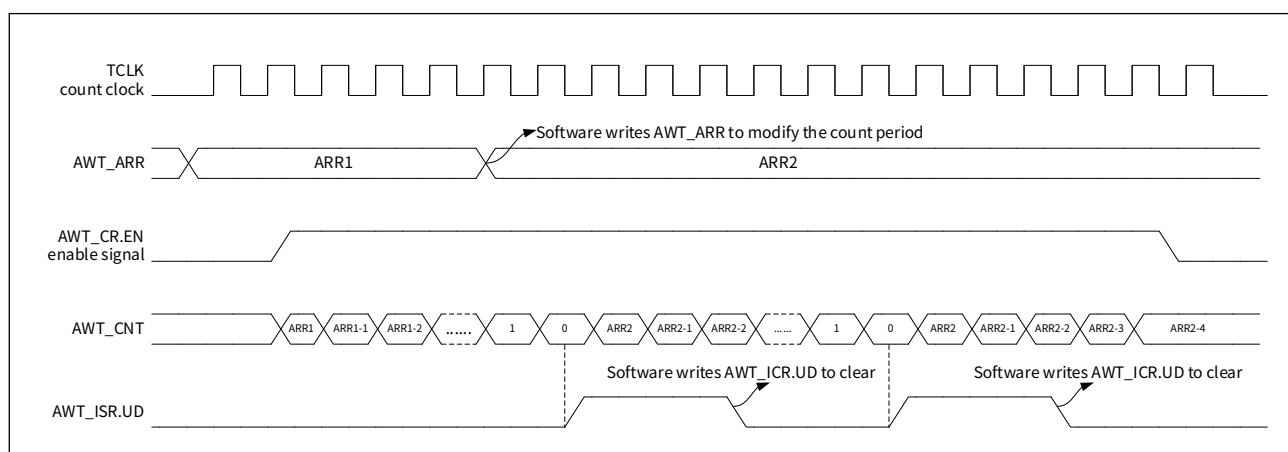 TCLK
count clock
Software writes AWT_ARR to modify the count period
AWT_ARR
ARR1
ARR2
AWT_CR.EN
enable signal
AWT_CNT
ARR1 ARR1-1 ARR1-2 ...... 1 0 ARR2 ARR2-1 ARR2-2 ...... 1 0 ARR2 ARR2-1 ARR2-2 ARR2-3 ARR2-4
Software writes AWT_ICR.UD to clear
Software writes AWT_ICR.UD to clear
AWT_ISR.UD